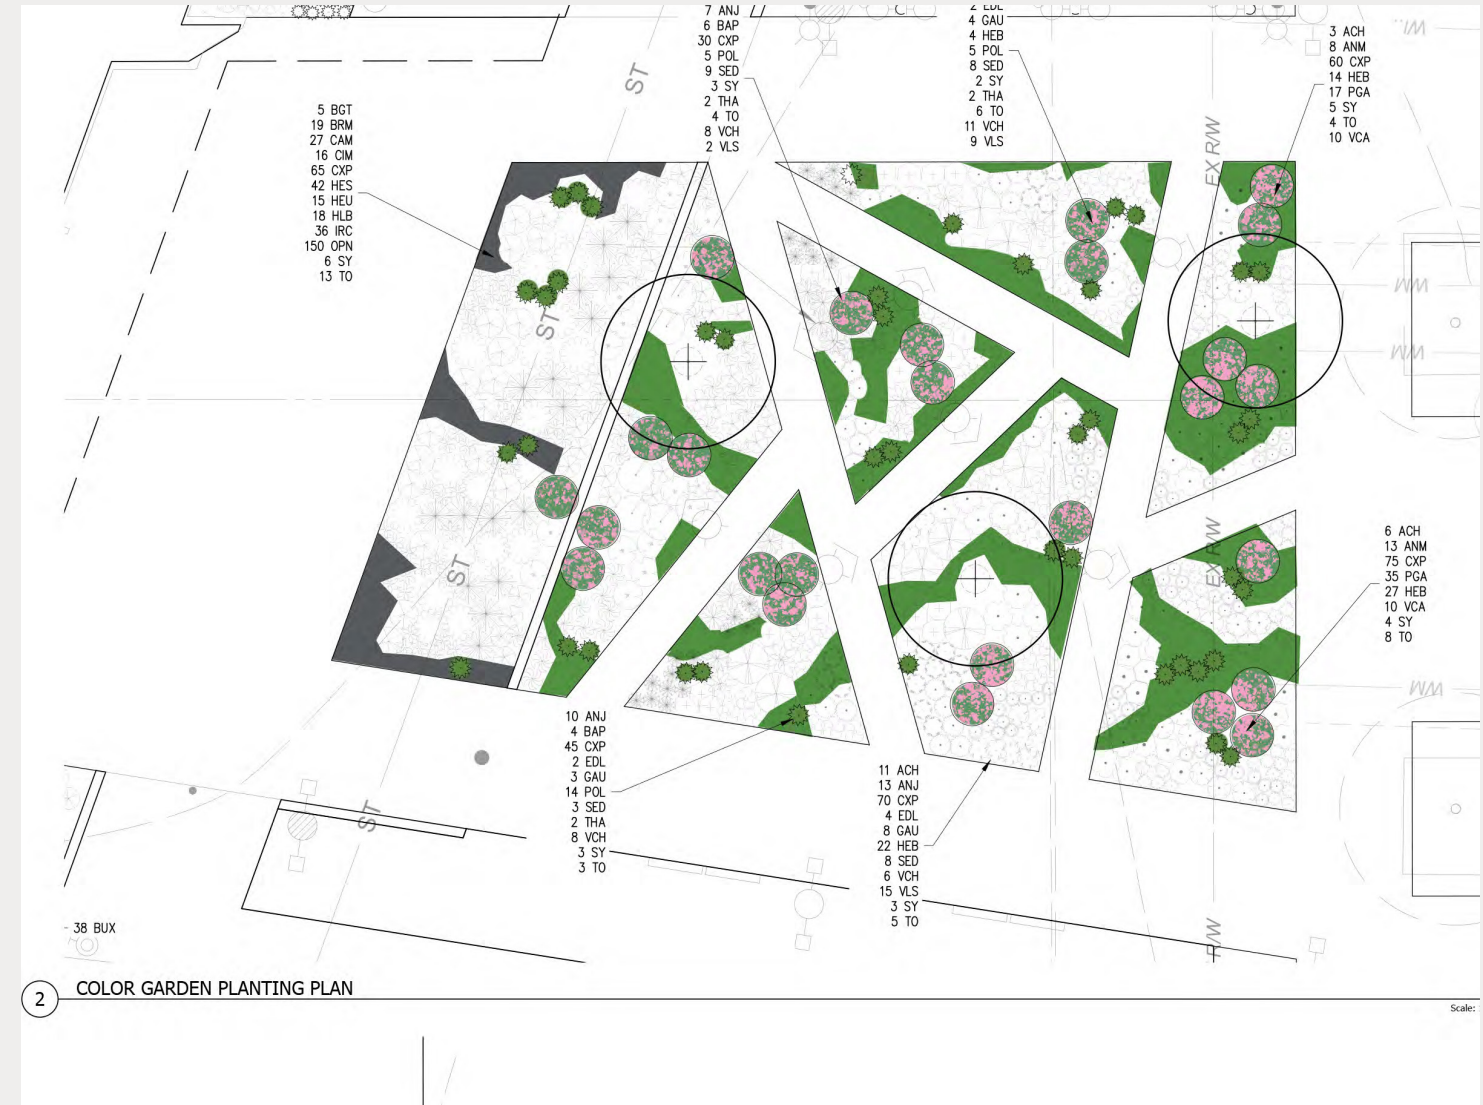 7 ANJ
6 BAP
30 CXP
5 POL
9 SED
3 SY
2 THA
4 TO
8 VCH
2 VLS
2 EDL
4 GAU
4 HEB
5 POL
8 SED
2 SY
2 THA
6 TO
11 VCH
9 VLS
3 ACH
8 ANM
60 CXP
14 HEB
17 PGA
5 SY
4 TO
10 VCA
5 BGT
19 BRM
27 CAM
16 CIM
65 CXP
42 HES
15 HEU
18 HLB
36 IRC
150 OPN
6 SY
13 TO
ST
EX R/W
WM
WM
WM
ST
ST
EX R/W
6 ACH
13 ANM
75 CXP
35 PGA
27 HEB
10 VCA
4 SY
8 TO
WM
10 ANJ
4 BAP
45 CXP
2 EDL
3 GAU
14 POL
3 SED
2 THA
8 VCH
3 SY
3 TO
11 ACH
13 ANJ
70 CXP
4 EDL
8 GAU
22 HEB
8 SED
6 VCH
15 VLS
3 SY
5 TO
ST
R/W
38 BUX
2
COLOR GARDEN PLANTING PLAN
Scale: